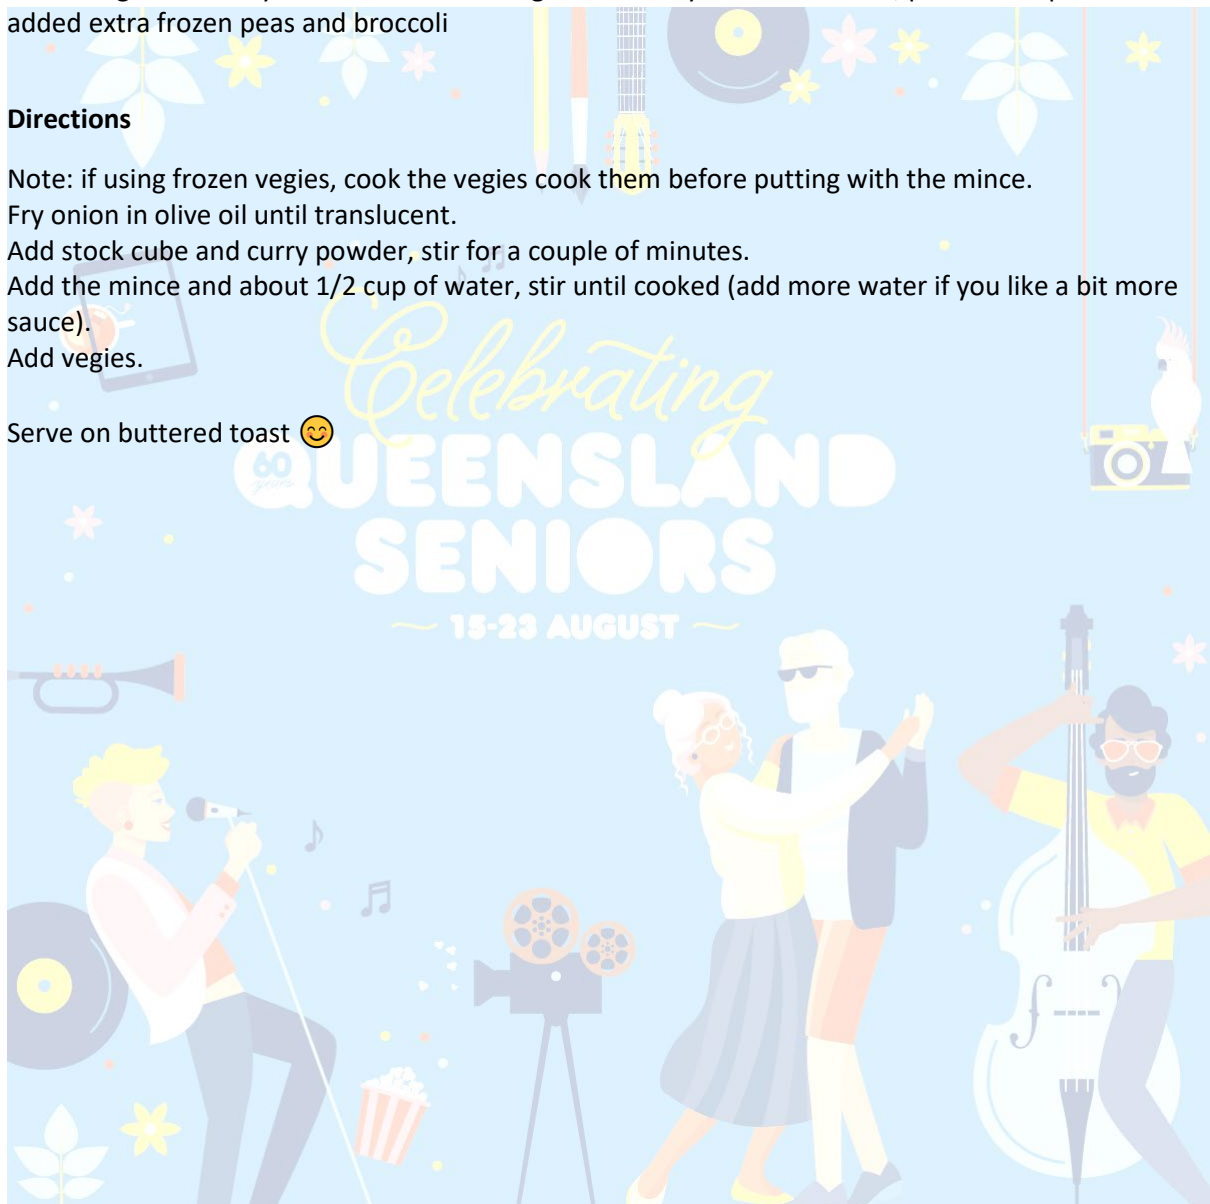 added extra frozen peas and broccoli
Directions
Note: if using frozen vegies, cook the vegies cook them before putting with the mince.
Fry onion in olive oil until translucent.
Add stock cube and curry powder, stir for a couple of minutes.
Add the mince and about 1/2 cup of water, stir until cooked (add more water if you like a bit more
sauce).
Add vegies.
Serve on buttered toast 😊
Celebrating
60
years
QUEENSLAND
SENIORS
15-23 AUGUST